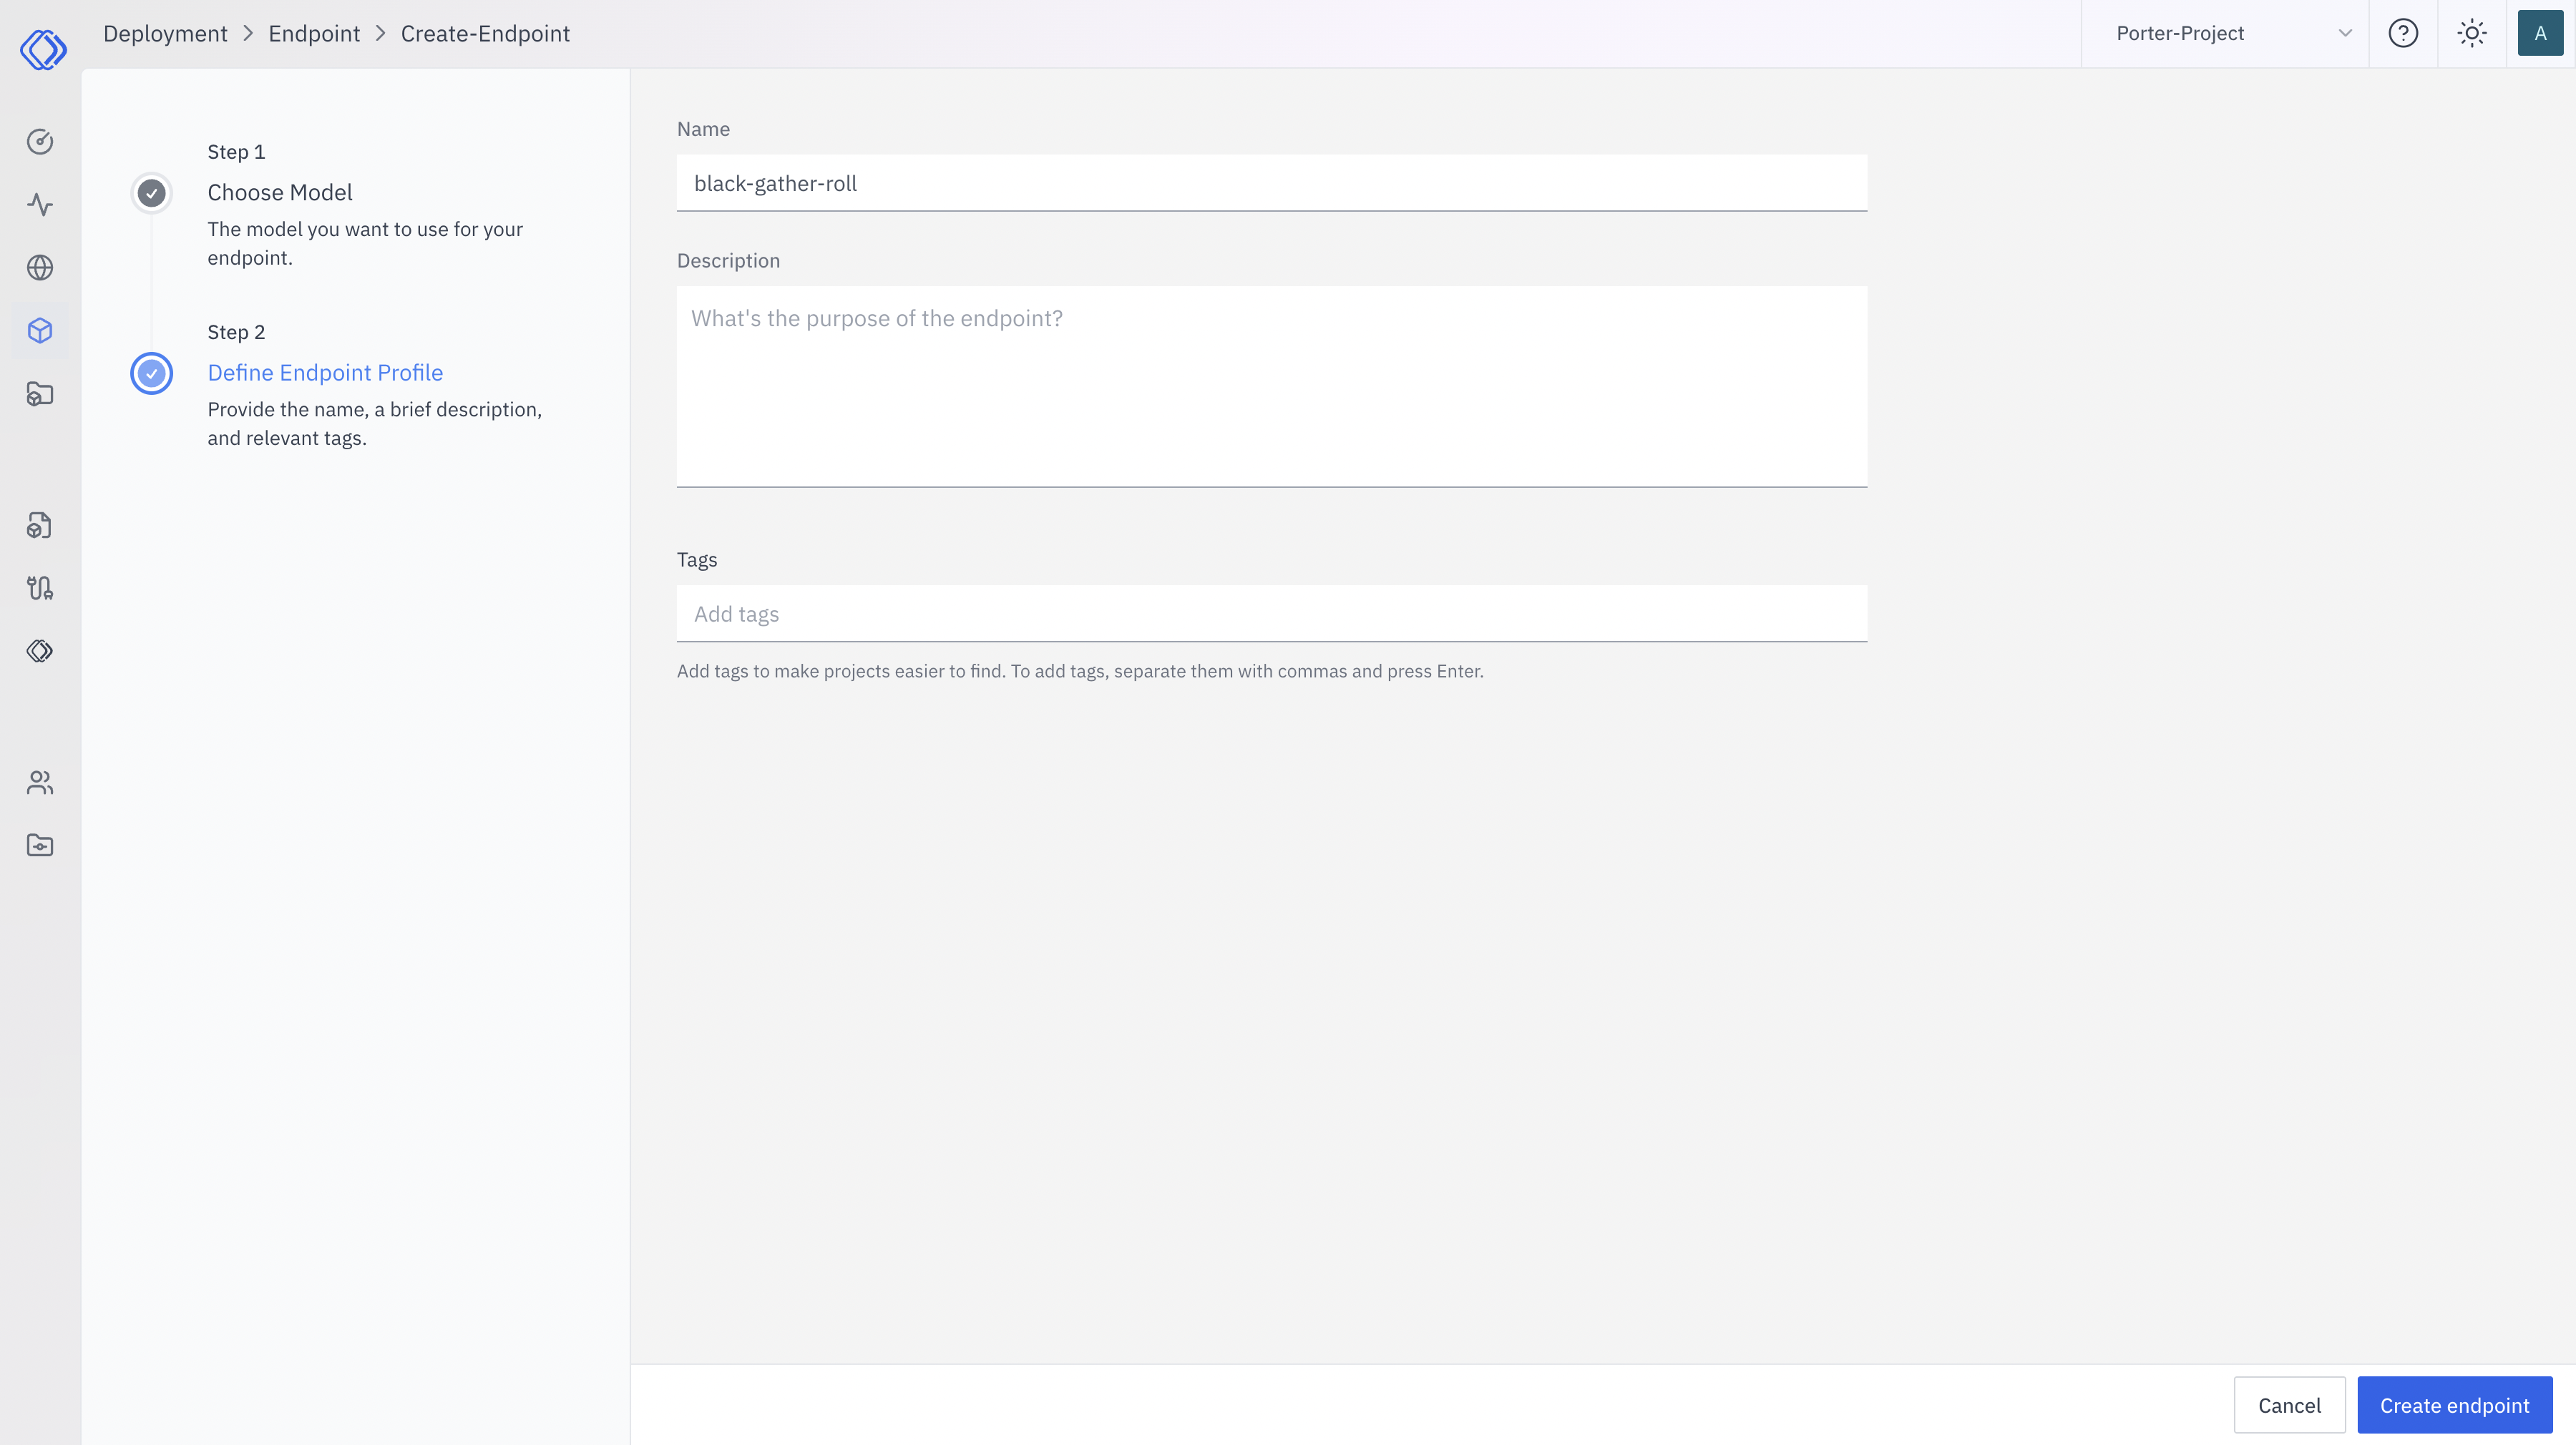 Deployment > Endpoint > Create-Endpoint
Porter-Project
A
Step 1
Choose Model
The model you want to use for your
endpoint.
Step 2
Define Endpoint Profile
Provide the name, a brief description,
and relevant tags.
Name
black-gather-roll
Description
What's the purpose of the endpoint?
Tags
Add tags
Add tags to make projects easier to find. To add tags, separate them with commas and press Enter.
Cancel
Create endpoint